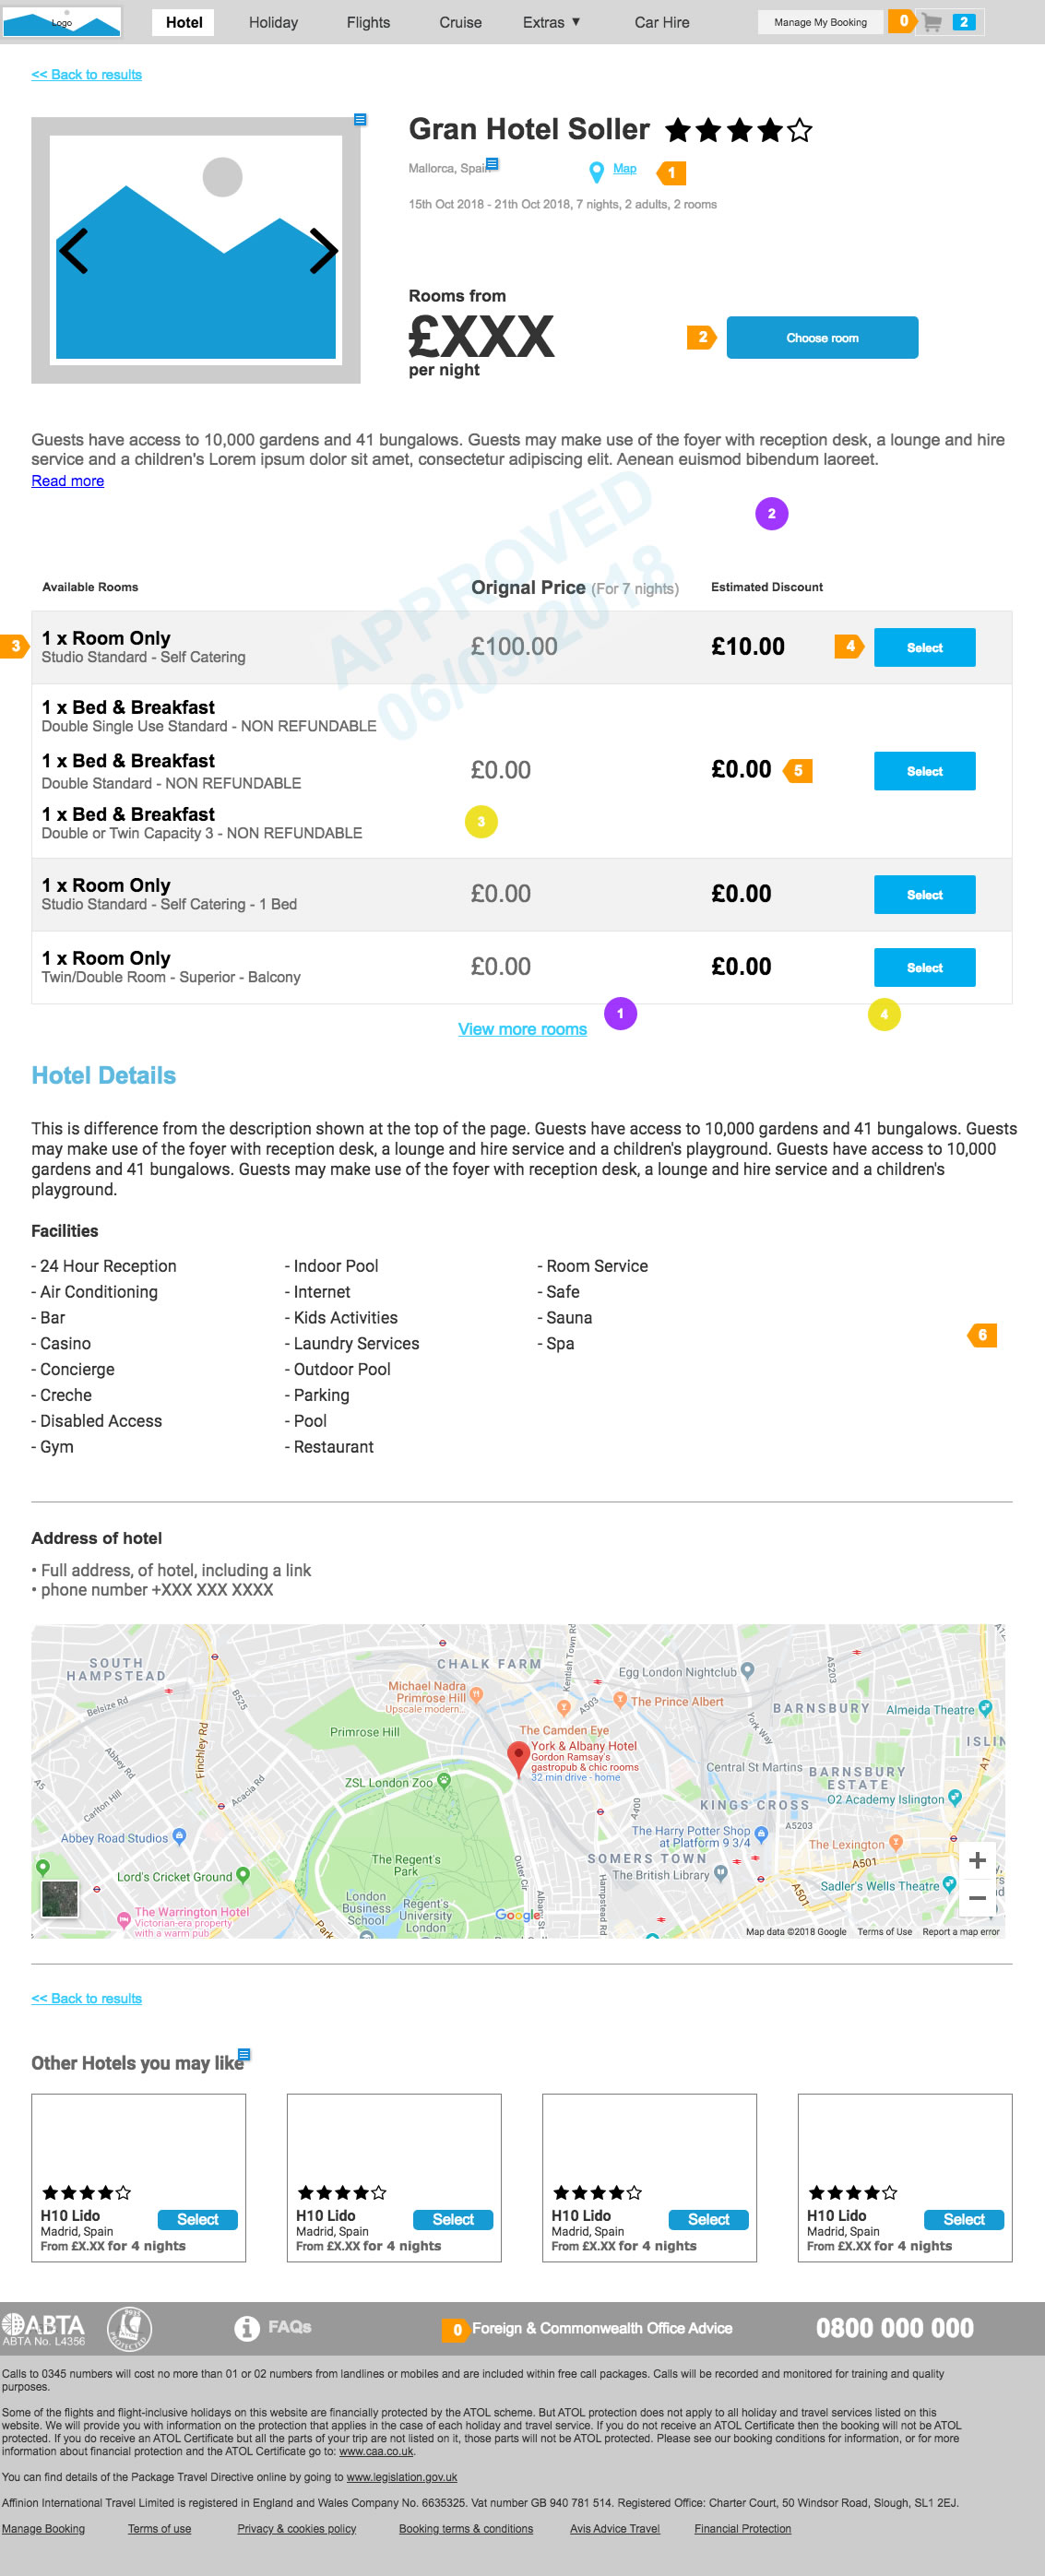 Logo
Hotel
Holiday
Flights
Cruise
Extras ▼
Car Hire
Manage My Booking
0
2
<< Back to results
Gran Hotel Soller
Mallorca, Spain
Map
1
15th Oct 2018 - 21th Oct 2018, 7 nights, 2 adults, 2 rooms
Rooms from
£XXX
per night
2
Choose room
Guests have access to 10,000 gardens and 41 bungalows. Guests may make use of the foyer with reception desk, a lounge and hire
service and a children's Lorem ipsum dolor sit amet, consectetur adipiscing elit. Aenean euismod bibendum laoreet.
Read more
2
APPROVED
06/09/2018
Available Rooms
Orignal Price (For 7 nights)
Estimated Discount
3
1 x Room Only
Studio Standard - Self Catering
£100.00
£10.00
4
Select
1 x Bed & Breakfast
Double Single Use Standard - NON REFUNDABLE
1 x Bed & Breakfast
Double Standard - NON REFUNDABLE
£0.00
£0.00
5
Select
1 x Bed & Breakfast
Double or Twin Capacity 3 - NON REFUNDABLE
3
1 x Room Only
Studio Standard - Self Catering - 1 Bed
£0.00
£0.00
Select
1 x Room Only
Twin/Double Room - Superior - Balcony
£0.00
£0.00
Select
View more rooms
1
4
Hotel Details
This is difference from the description shown at the top of the page. Guests have access to 10,000 gardens and 41 bungalows. Guests
may make use of the foyer with reception desk, a lounge and hire service and a children's playground. Guests have access to 10,000
gardens and 41 bungalows. Guests may make use of the foyer with reception desk, a lounge and hire service and a children's
playground.
Facilities
- 24 Hour Reception
- Air Conditioning
- Bar
- Casino
- Concierge
- Creche
- Disabled Access
- Gym
- Indoor Pool
- Internet
- Kids Activities
- Laundry Services
- Outdoor Pool
- Parking
- Pool
- Restaurant
- Room Service
- Safe
- Sauna
- Spa
6
Address of hotel
• Full address, of hotel, including a link
• phone number +XXX XXX XXXX
SOUTH
HAMPSTEAD
Belsize Rd
Finchley Rd
B525
CHALK FARM
Michael Nadra
Primrose Hill
Upscale modern...
Kentish Town Rd
A503
Egg London Nightclub
The Prince Albert
York Way
A5203
BARNSBURY
Almeida Theatre
ISLIN
A1
Primrose Hill
The Camden Eye
York & Albany Hotel
Gordon Ramsay's
gastropub & chic rooms
32 min drive - home
Abbey Rd
A5
Carlton Hill
Acacia Rd
ZSL London Zoo
Central St Martins
BARNSBURY
ESTATE
A400
KINGS CROSS
O2 Academy Islington
Abbey Road Studios
The Harry Potter Shop
at Platform 9 3/4
A5203
The Lexington
The Regent's
Park
Outer Cir
SOMERS TOWN
A501
Lord's Cricket Ground
The British Library
Sadler's Wells Theatre
The Warrington Hotel
Victorian-era property
with a warm pub
Park
London
Business
School
Regent's
University
London
Google
Albany St
Hampstead Rd
A501
+
−
Map data ©2018 Google
Terms of Use
Report a map error
<< Back to results
Other Hotels you may like
H10 Lido
Madrid, Spain
From £X.XX for 4 nights
Select
H10 Lido
Madrid, Spain
From £X.XX for 4 nights
Select
H10 Lido
Madrid, Spain
From £X.XX for 4 nights
Select
H10 Lido
Madrid, Spain
From £X.XX for 4 nights
Select
ABTA
ABTA No. L4356
FAQs
0
Foreign & Commonwealth Office Advice
0800 000 000
Calls to 0345 numbers will cost no more than 01 or 02 numbers from landlines or mobiles and are included within free call packages. Calls will be recorded and monitored for training and quality
purposes.
Some of the flights and flight-inclusive holidays on this website are financially protected by the ATOL scheme. But ATOL protection does not apply to all holiday and travel services listed on this
website. We will provide you with information on the protection that applies in the case of each holiday and travel service. If you do not receive an ATOL Certificate then the booking will not be ATOL
protected. If you do receive an ATOL Certificate but all the parts of your trip are not listed on it, those parts will not be ATOL protected. Please see our booking conditions for information, or for more
information about financial protection and the ATOL Certificate go to: www.caa.co.uk.
You can find details of the Package Travel Directive online by going to www.legislation.gov.uk
Affinion International Travel Limited is registered in England and Wales Company No. 6635325. Vat number GB 940 781 514. Registered Office: Charter Court, 50 Windsor Road, Slough, SL1 2EJ.
Manage Booking
Terms of use
Privacy & cookies policy
Booking terms & conditions
Avis Advice Travel
Financial Protection